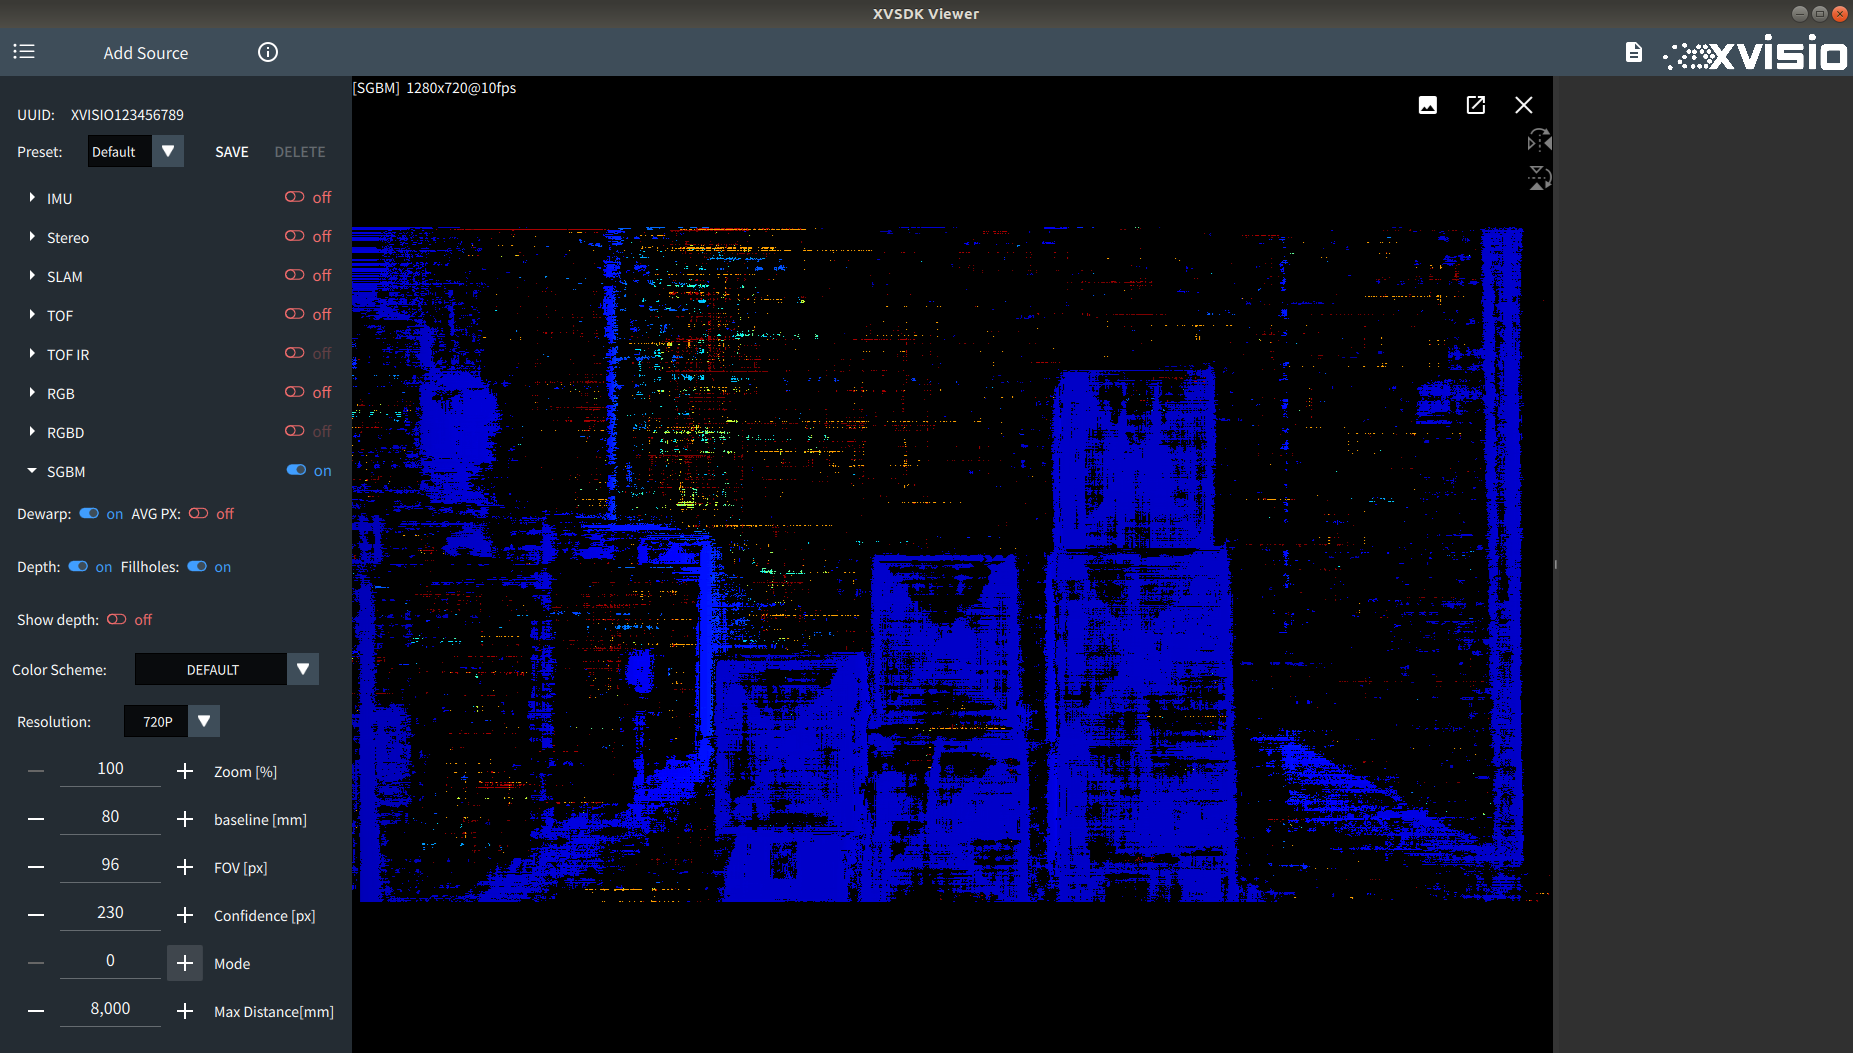 XVSDK Viewer
Add Source
xvisio
[SGBM] 1280x720@10fps
UUID: XVISIO123456789
Preset: Default SAVE DELETE
IMU off
Stereo off
SLAM off
TOF off
TOF IR off
RGB off
RGBD off
SGBM on
Dewarp: on AVG PX: off
Depth: on Fillholes: on
Show depth: off
Color Scheme: DEFAULT
Resolution: 720P
100 Zoom [%]
80 baseline [mm]
96 FOV [px]
230 Confidence [px]
0 Mode
8,000 Max Distance[mm]